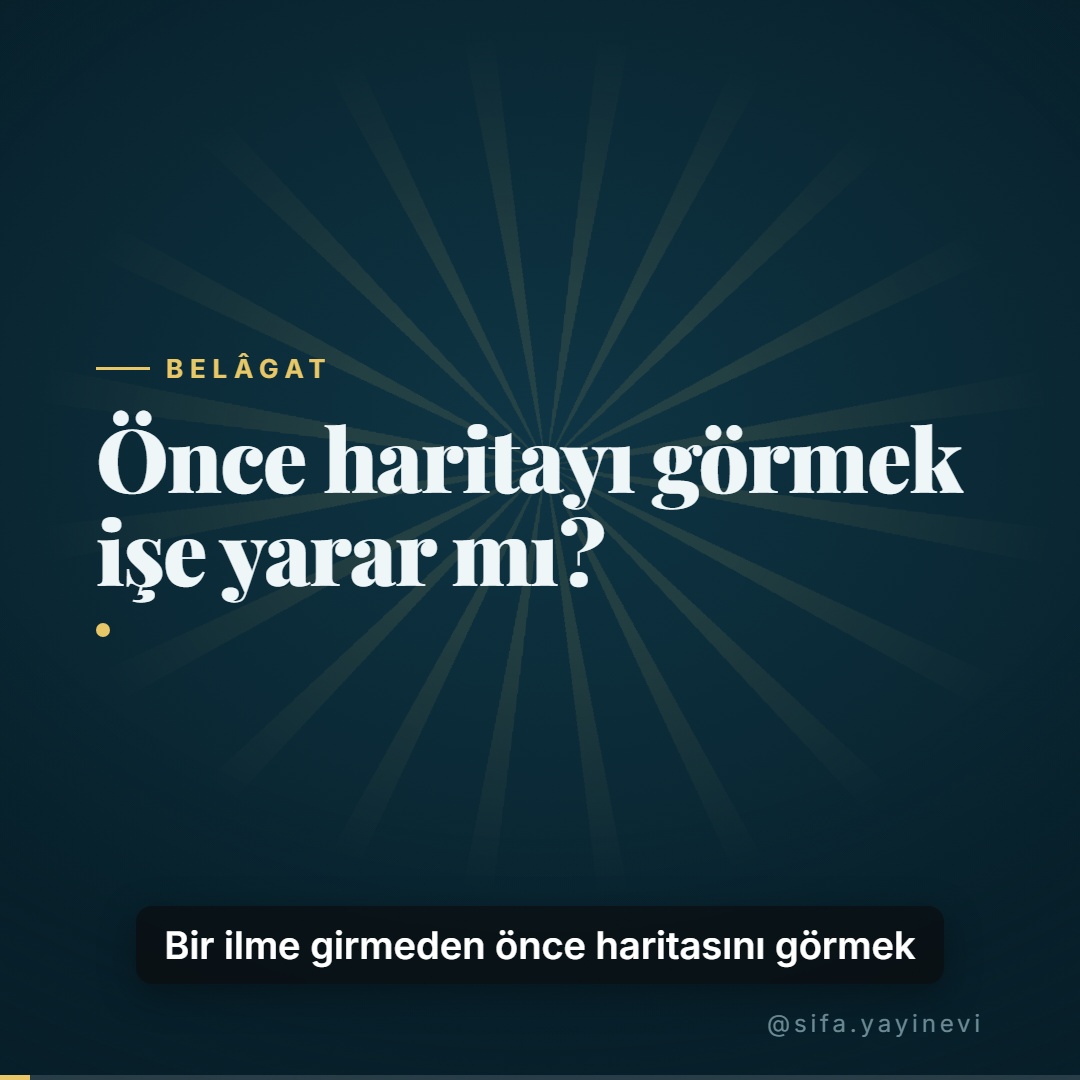 BELÂGAT
Önce haritayı görmek
işe yarar mı?
Bir ilme girmeden önce haritasını görmek
@sifa.yayinevi